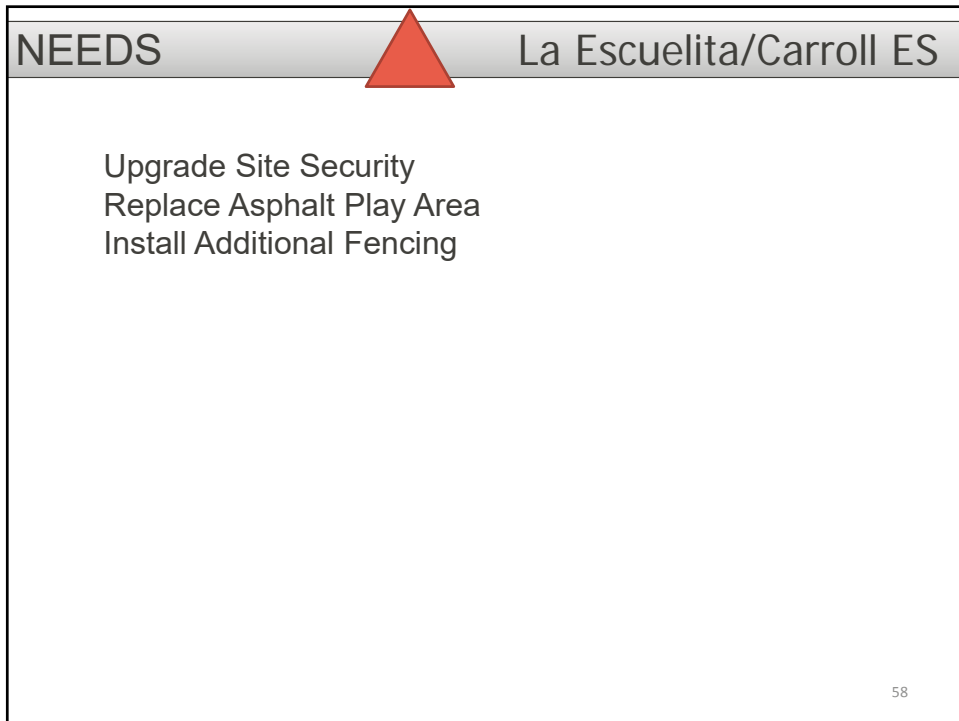 NEEDS La Escuelita/Carroll ES
Upgrade Site Security
Replace Asphalt Play Area
Install Additional Fencing
58